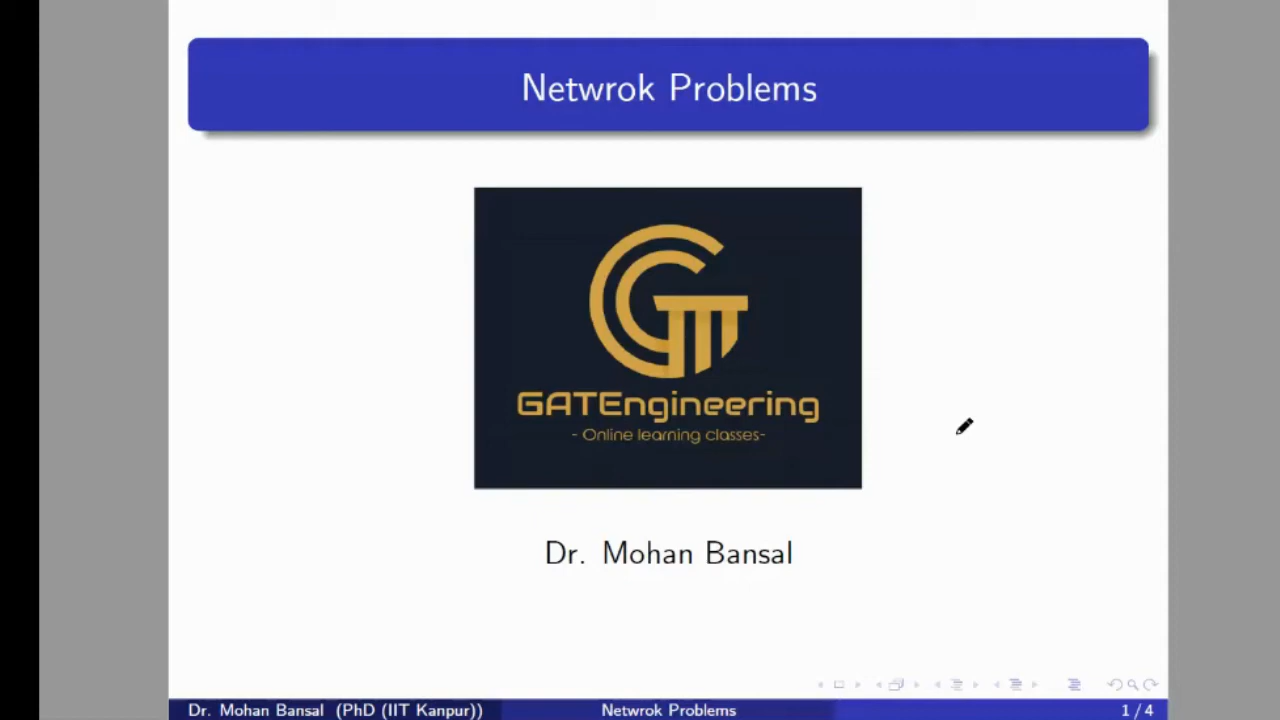 Netwrok Problems
GATEngineering
- Online learning classes-
Dr. Mohan Bansal
Dr. Mohan Bansal (PhD (IIT Kanpur))
Netwrok Problems
1 / 4